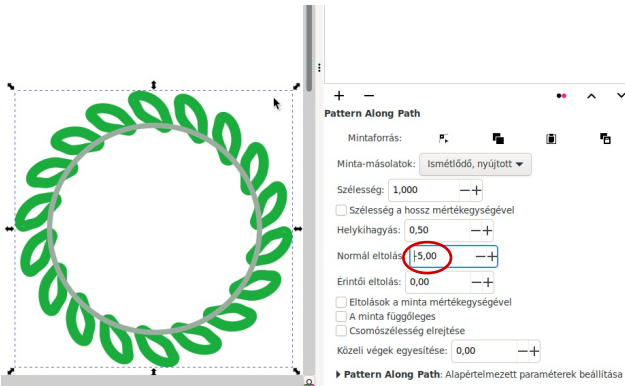 Pattern Along Path
Mintaforrás:
Minta-másolatok: Ismétlődő, nyújtott
Szélesség: 1,000
Szélesség a hossz mértékegységével
Helykihagyás: 0,50
Normál eltolás: -5,00
Érintői eltolás: 0,00
Eltolások a minta mértékegységével
A minta függőleges
Csomószélesség elrejtése
Közeli végek egyesítése: 0,00
Pattern Along Path: Alapértelmezett paraméterek beállítása